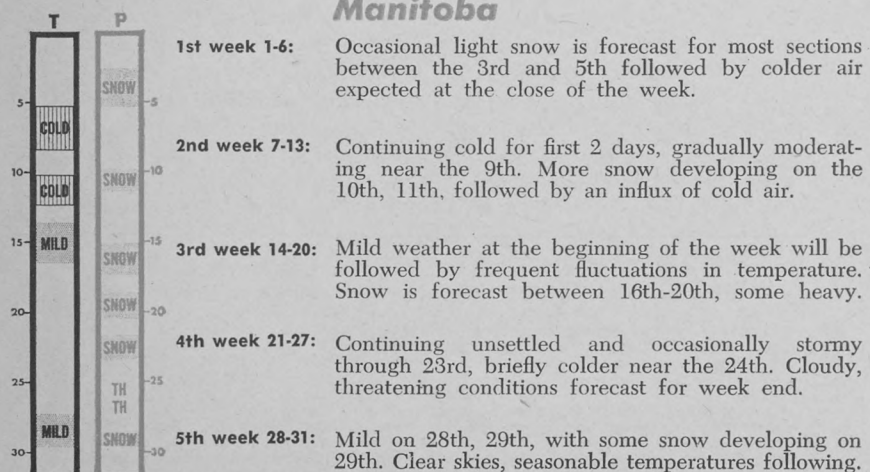 Manitoba
T P
1st week 1-6: Occasional light snow is forecast for most sections
between the 3rd and 5th followed by colder air
expected at the close of the week.
2nd week 7-13: Continuing cold for first 2 days, gradually moderat-
ing near the 9th. More snow developing on the
10th, 11th, followed by an influx of cold air.
3rd week 14-20: Mild weather at the beginning of the week will be
followed by frequent fluctuations in temperature.
Snow is forecast between 16th-20th, some heavy.
4th week 21-27: Continuing unsettled and occasionally stormy
through 23rd, briefly colder near the 24th. Cloudy,
threatening conditions forecast for week end.
5th week 28-31: Mild on 28th, 29th, with some snow developing on
29th. Clear skies, seasonable temperatures following.
5-
COLD
10-
COLD
15-
MILD
20-
25-
MILD
30-
SNOW
-5
-10
SNOW
-15
SNOW
SNOW
-20
SNOW
-25
TH
TH
SNOW
-30